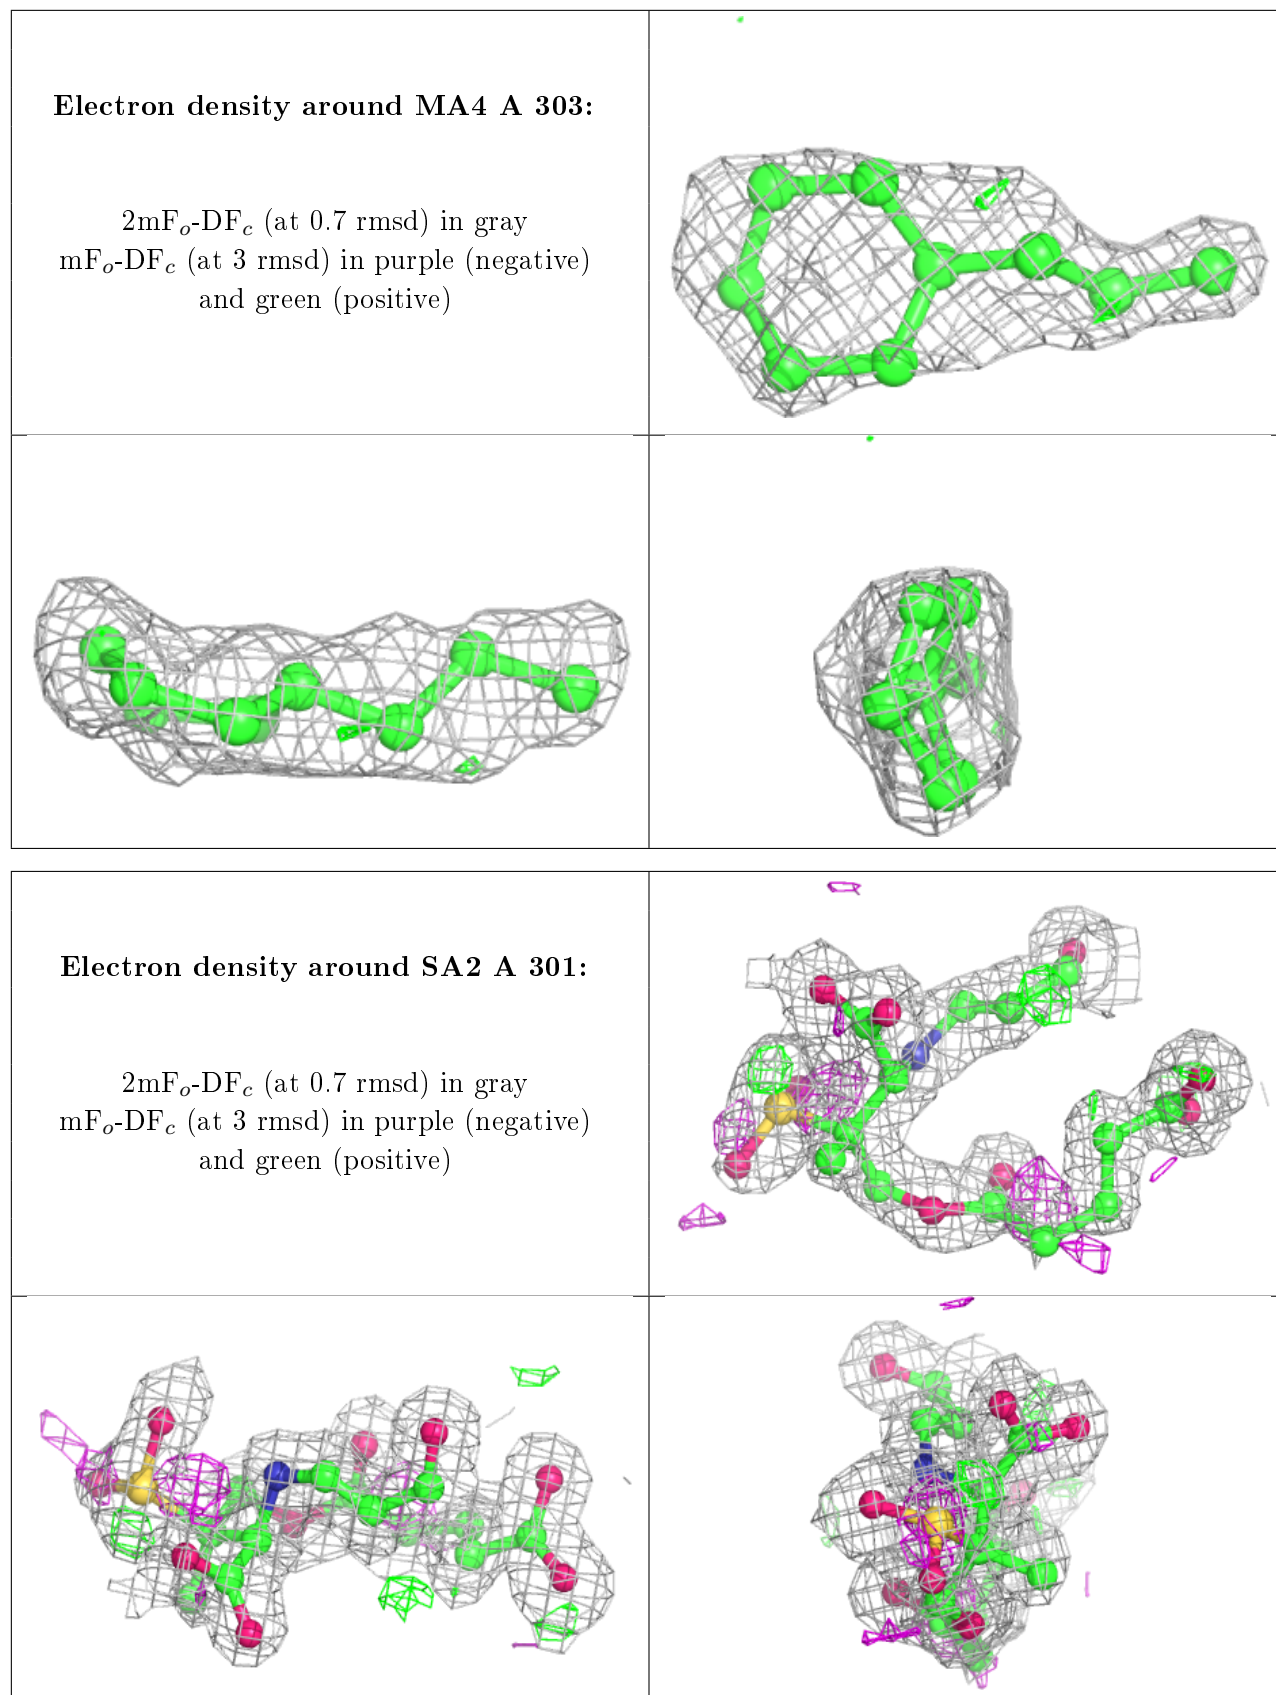 Electron density around MA4 A 303:
2mFₒ-DF𝒸 (at 0.7 rmsd) in gray
mFₒ-DF𝒸 (at 3 rmsd) in purple (negative)
and green (positive)
Electron density around SA2 A 301:
2mFₒ-DF𝒸 (at 0.7 rmsd) in gray
mFₒ-DF𝒸 (at 3 rmsd) in purple (negative)
and green (positive)